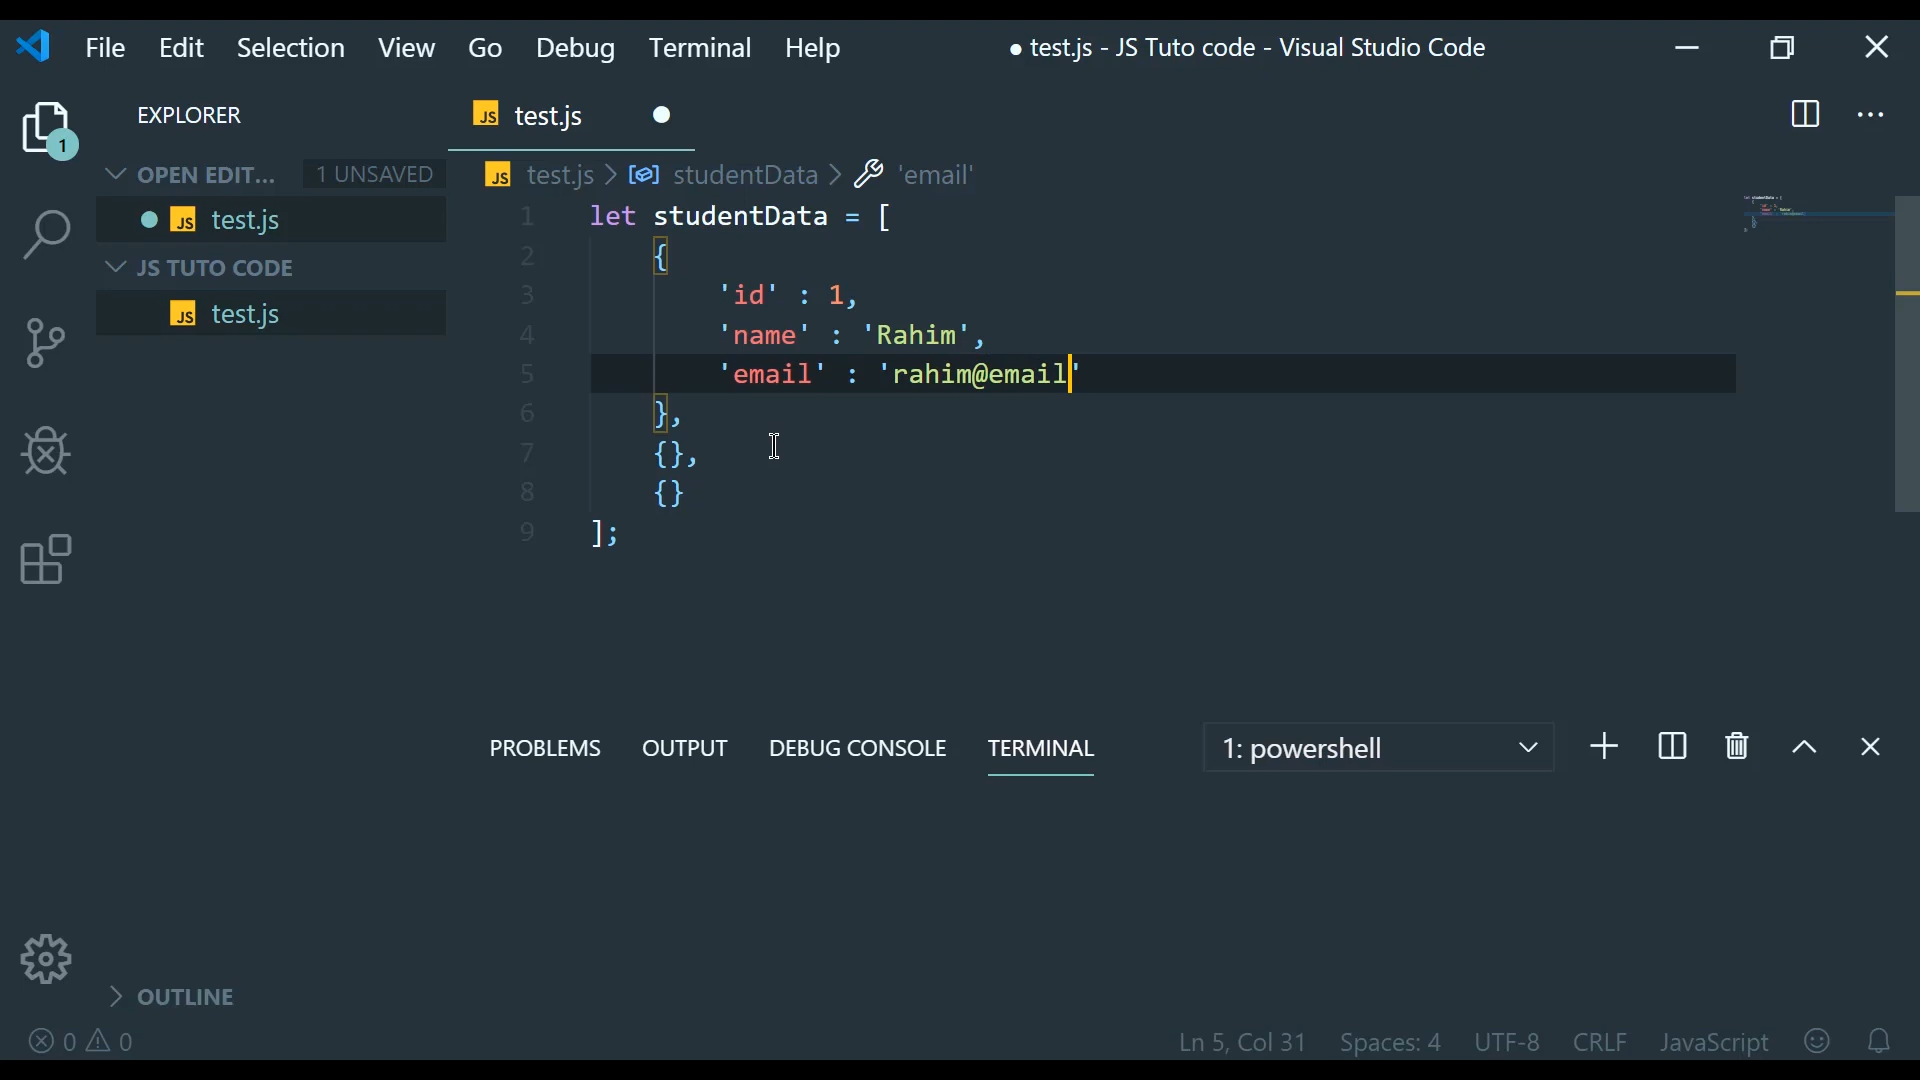 File Edit Selection View Go Debug Terminal Help ● test.js - JS Tuto code - Visual Studio Code
EXPLORER
JS test.js
1
OPEN EDIT... 1 UNSAVED
JS test.js
JS TUTO CODE
JS test.js
JS test.js > studentData > 'email'
1 let studentData = [
2 {
3 'id' : 1,
4 'name' : 'Rahim',
5 'email' : 'rahim@email'
6 },
7 {},
8 {}
9 ];
PROBLEMS OUTPUT DEBUG CONSOLE TERMINAL 1: powershell
OUTLINE
0 0 Ln 5, Col 31 Spaces: 4 UTF-8 CRLF JavaScript